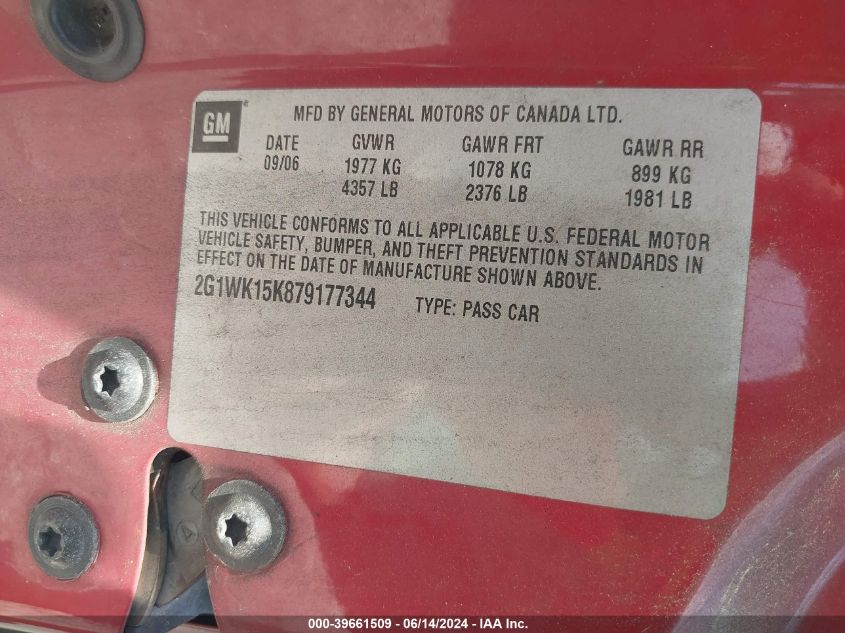 GM
MFD BY GENERAL MOTORS OF CANADA LTD.
DATE GVWR GAWR FRT GAWR RR
09/06 1977 KG 1078 KG 899 KG
4357 LB 2376 LB 1981 LB
THIS VEHICLE CONFORMS TO ALL APPLICABLE U.S. FEDERAL MOTOR
VEHICLE SAFETY, BUMPER, AND THEFT PREVENTION STANDARDS IN
EFFECT ON THE DATE OF MANUFACTURE SHOWN ABOVE.
2G1WK15K879177344 TYPE: PASS CAR
000-39661509 - 06/14/2024 - IAA Inc.